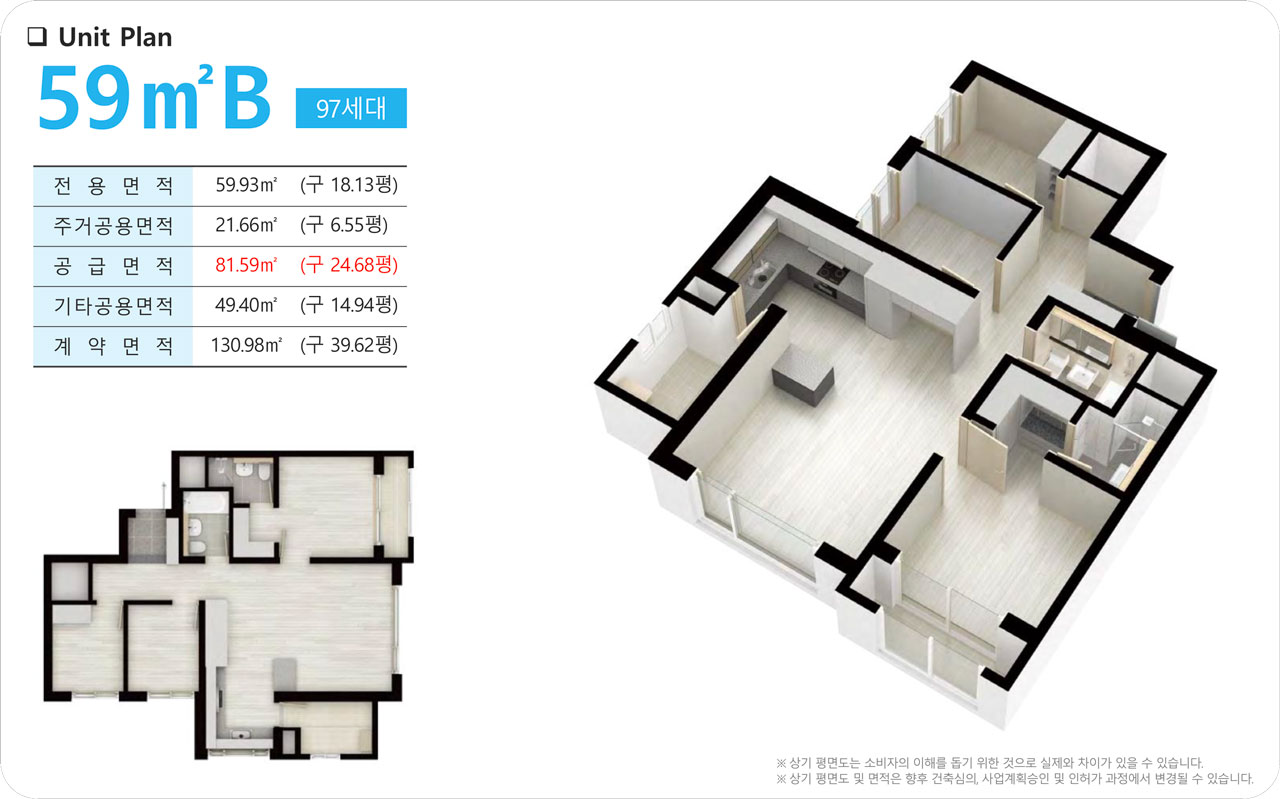 ❏ Unit Plan
59㎡B 97세대
전 용 면 적 59.93㎡ (구 18.13평)
주거공용면적 21.66㎡ (구 6.55평)
공 급 면 적 81.59㎡ (구 24.68평)
기타공용면적 49.40㎡ (구 14.94평)
계 약 면 적 130.98㎡ (구 39.62평)
※ 상기 평면도는 소비자의 이해를 돕기 위한 것으로 실제와 차이가 있을 수 있습니다.
※ 상기 평면도 및 면적은 향후 건축심의, 사업계획승인 및 인허가 과정에서 변경될 수 있습니다.